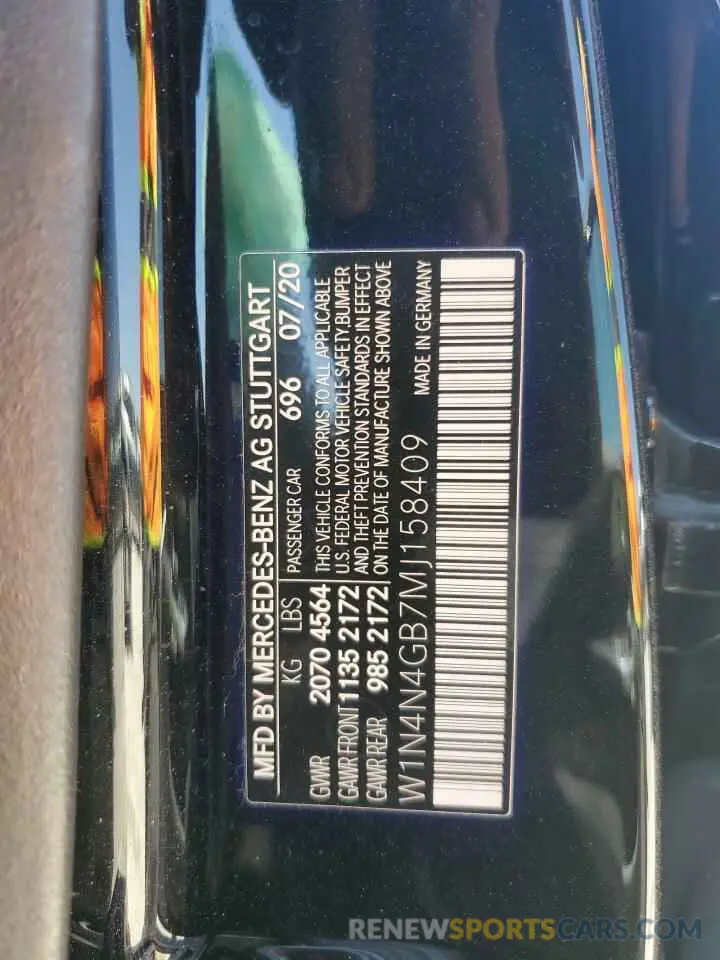 MFD BY MERCEDES-BENZ AG STUTTGART
KG LBS PASSENGER CAR 696 07/20
GVWR 2070 4564 THIS VEHICLE CONFORMS TO ALL APPLICABLE
GAWR FRONT 1135 2172 U.S. FEDERAL MOTOR VEHICLE SAFETY, BUMPER
GAWR REAR 985 2172 AND THEFT PREVENTION STANDARDS IN EFFECT
ON THE DATE OF MANUFACTURE SHOWN ABOVE
W1N4N4GB7MJ158409 MADE IN GERMANY
RENEWSPORTSCARS.COM